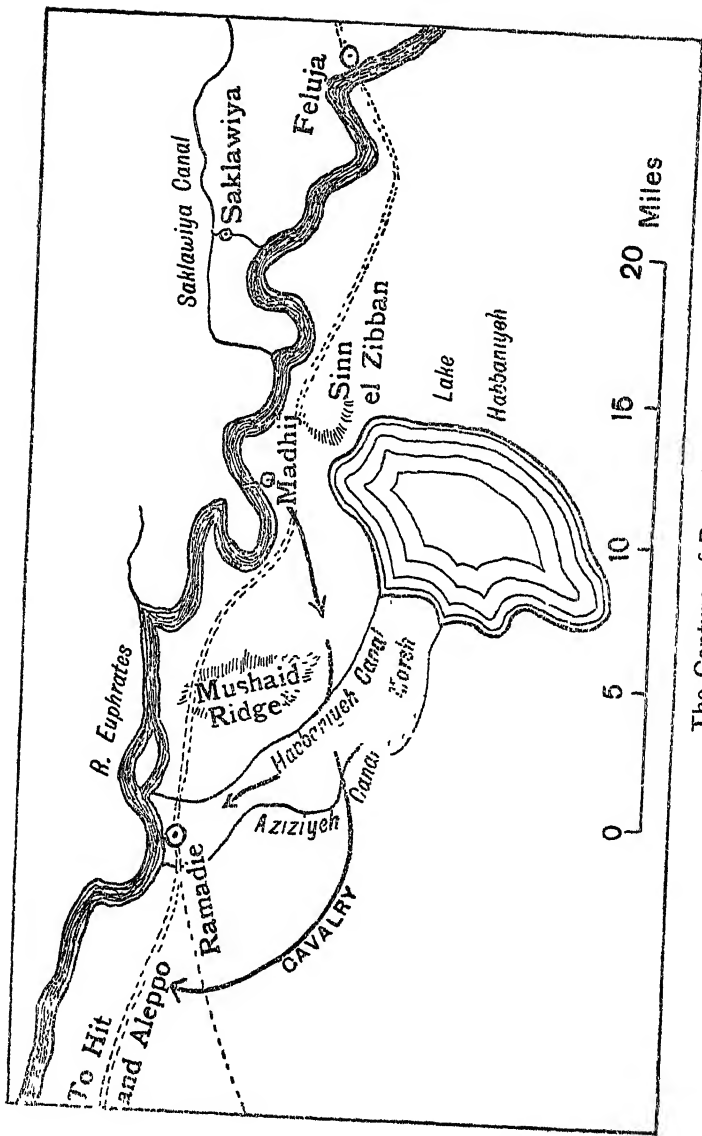 To Hit
and Aleppo
R. Euphrates
Ramadie
CAVALRY
Aziziyeh
Canal
Habbaniyeh Canal
Marsh
Mushaid
Ridge
Madhij
Sinn
el Zibban
Lake
Habbaniyeh
Saklawiya Canal
Saklawiya
Feluja
0 5 10 15 20 Miles
The Capture of